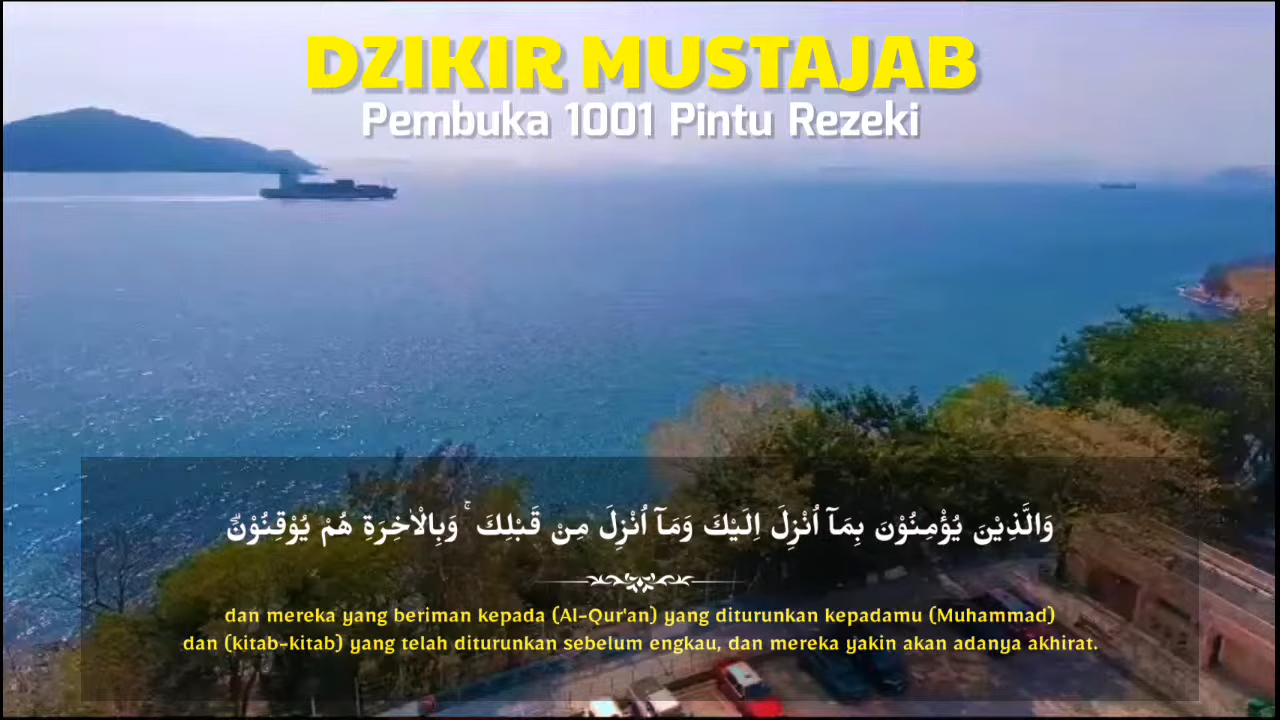 DZIKIR MUSTAJAB
Pembuka 1001 Pintu Rezeki
وَالَّذِيْنَ يُؤْمِنُوْنَ بِمَآ اُنْزِلَ اِلَيْكَ وَمَآ اُنْزِلَ مِنْ قَبْلِكَ ۚ وَبِالْاٰخِرَةِ هُمْ يُوْقِنُوْنَۗ
dan mereka yang beriman kepada (Al-Qur'an) yang diturunkan kepadamu (Muhammad)
dan (kitab-kitab) yang telah diturunkan sebelum engkau, dan mereka yakin akan adanya akhirat.